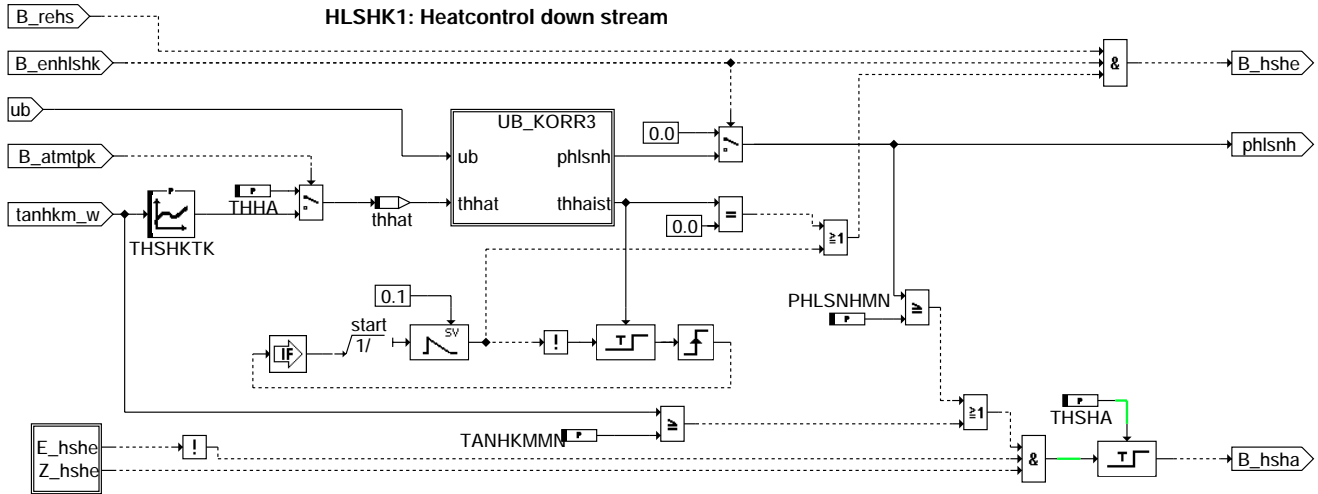 HLSHK1: Heatcontrol down stream
B_rehs
B_enhlshk
&
B_hshe
ub
UB_KORR3
0.0
ub
phlsnh
phlsnh
B_atmtpk
P
P
THHA
tanhkm_w
thhat
thhat
thhaist
=
0.0
≥1
THSHKTK
0.1
PHLSNHMN
P
≥
start
1/
SV
IF
!
T
P
THSHA
≥1
TANHKMMN
P
≥
E_hshe
!
Z_hshe
&
T
B_hsha